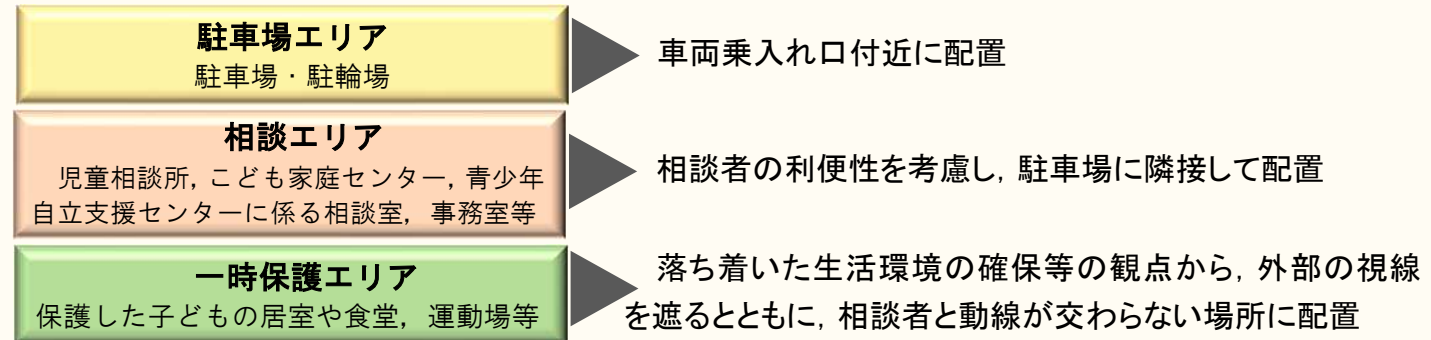 駐車場エリア
駐車場・駐輪場
車両乗入れ口付近に配置
相談エリア
児童相談所，こども家庭センター，青少年
自立支援センターに係る相談室，事務室等
相談者の利便性を考慮し，駐車場に隣接して配置
一時保護エリア
保護した子どもの居室や食堂，運動場等
落ち着いた生活環境の確保等の観点から，外部の視線
を遮るとともに，相談者と動線が交わらない場所に配置